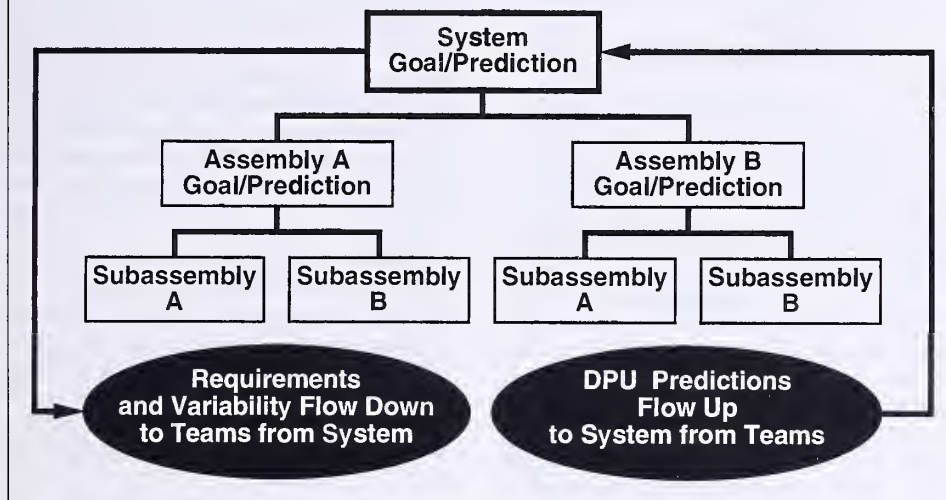 System
Goal/Prediction
Assembly A
Goal/Prediction
Assembly B
Goal/Prediction
Subassembly
A
Subassembly
B
Subassembly
A
Subassembly
B
Requirements
and Variability Flow Down
to Teams from System
DPU Predictions
Flow Up
to System from Teams